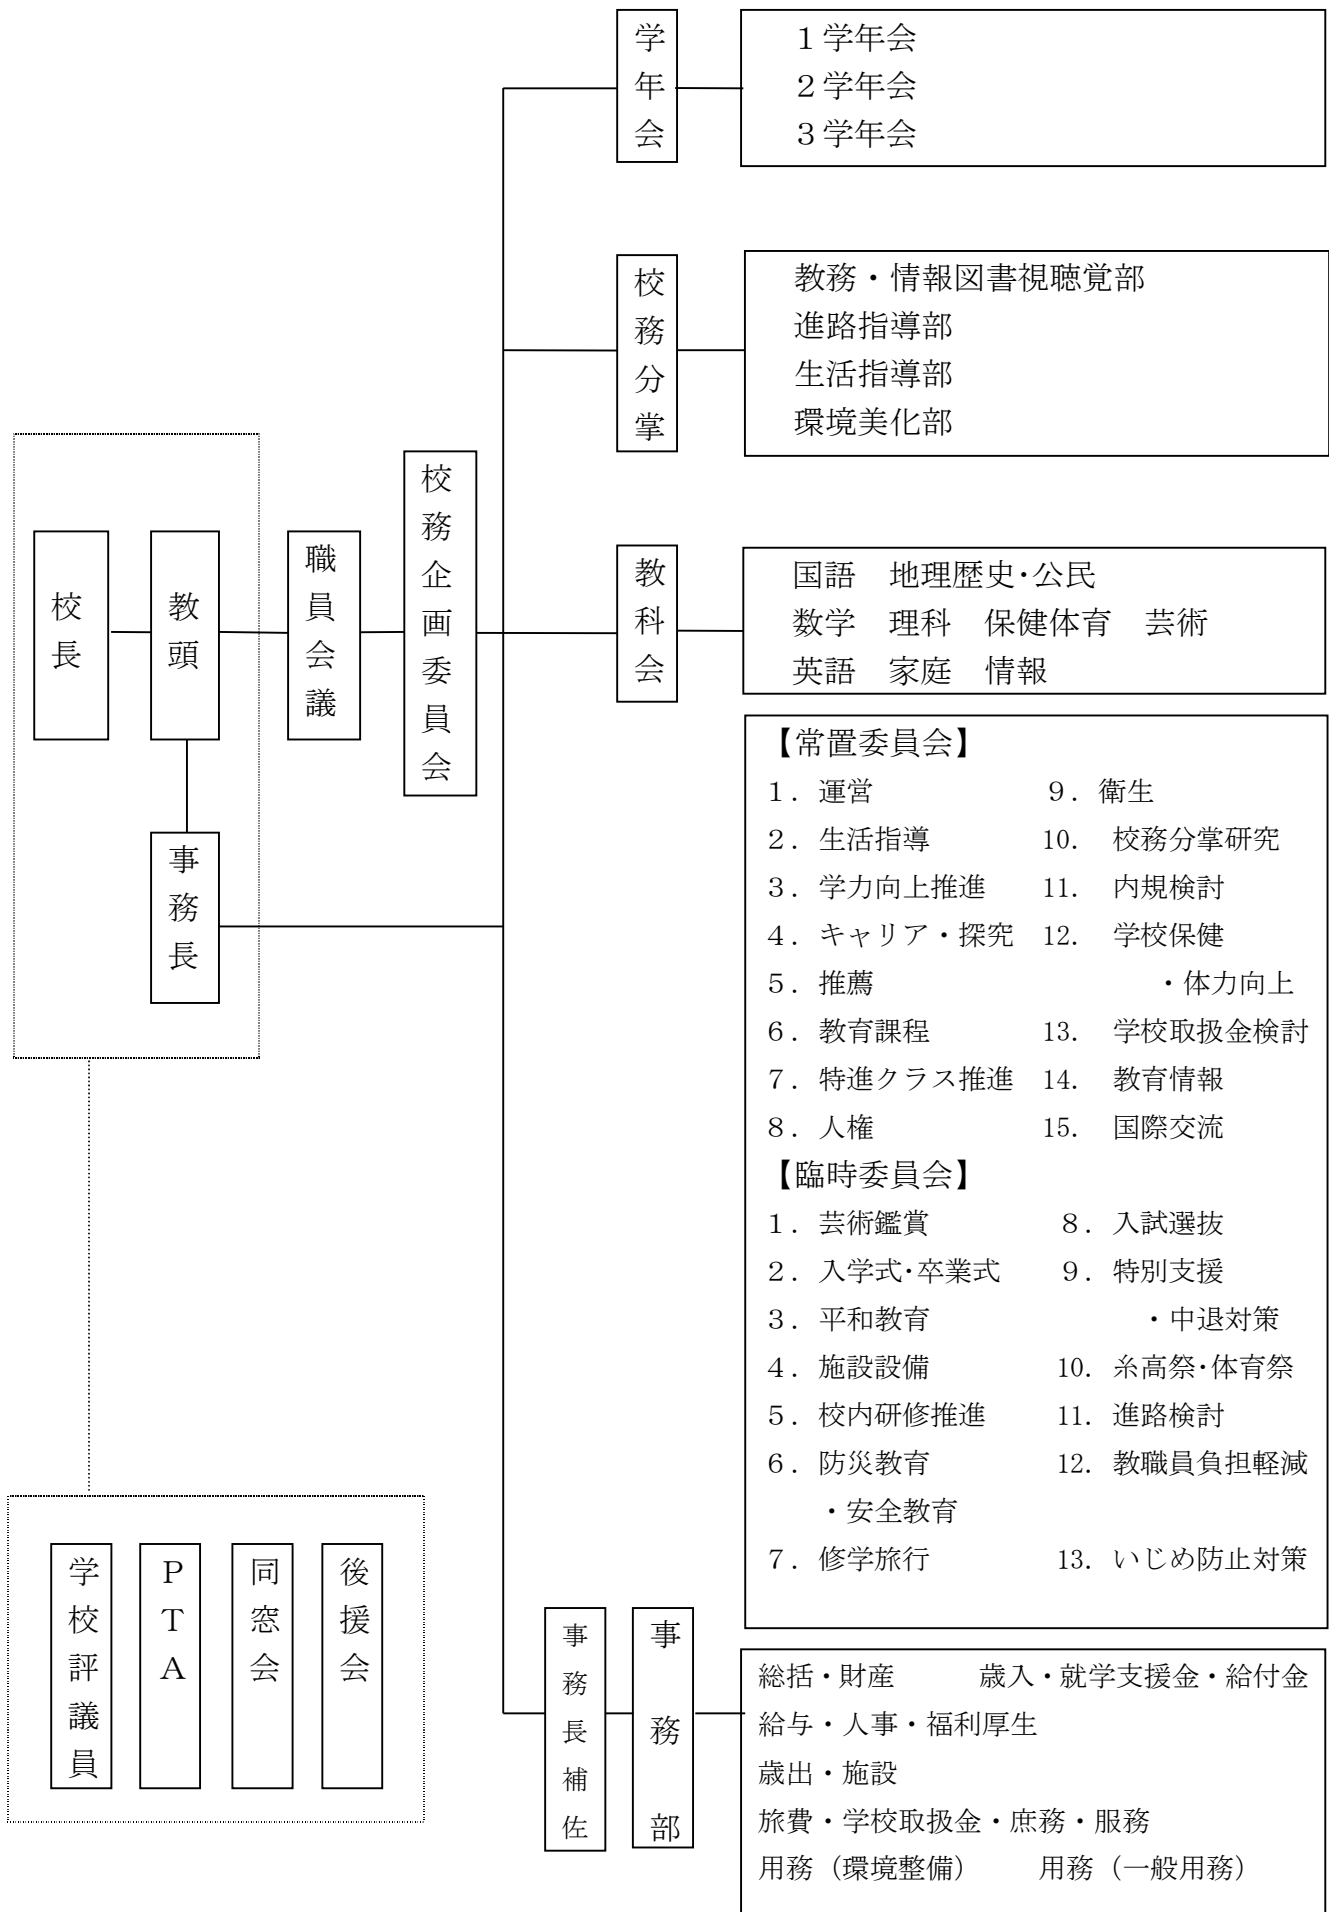 学年会
１学年会
２学年会
３学年会
校務分掌
教務・情報図書視聴覚部
進路指導部
生活指導部
環境美化部
校長
教頭
職員会議
校務企画委員会
教科会
国語　地理歴史・公民
数学　理科　保健体育　芸術
英語　家庭　情報
事務長
【常置委員会】
１．運営　９．衛生
２．生活指導　10．校務分掌研究
３．学力向上推進　11．内規検討
４．キャリア・探究　12．学校保健
５．推薦　・体力向上
６．教育課程　13．学校取扱金検討
７．特進クラス推進　14．教育情報
８．人権　15．国際交流
【臨時委員会】
１．芸術鑑賞　８．入試選抜
２．入学式・卒業式　９．特別支援
３．平和教育　・中退対策
４．施設設備　10．糸高祭・体育祭
５．校内研修推進　11．進路検討
６．防災教育　12．教職員負担軽減
・安全教育
７．修学旅行　13．いじめ防止対策
学校評議員
ＰＴＡ
同窓会
後援会
事務長補佐
事務部
総括・財産　歳入・就学支援金・給付金
給与・人事・福利厚生
歳出・施設
旅費・学校取扱金・庶務・服務
用務（環境整備）　用務（一般用務）